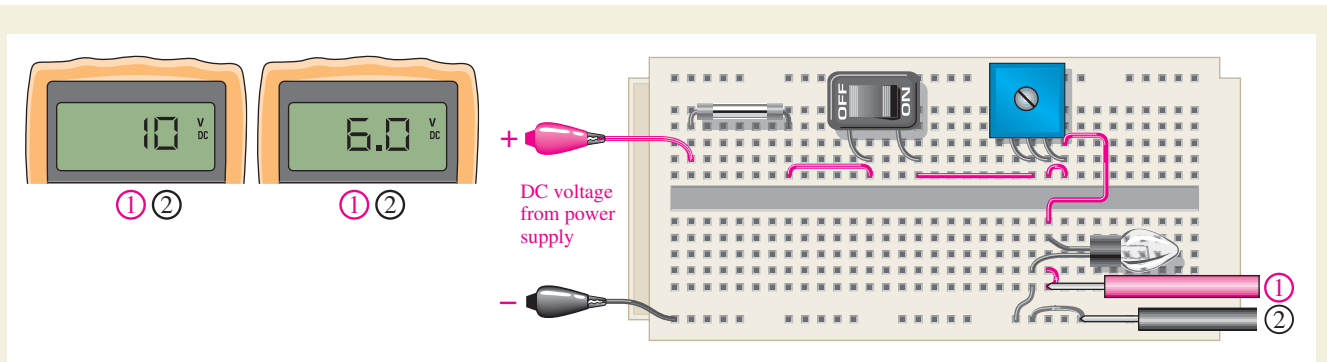 10 V DC
① ②
6.0 V DC
① ②
OFF
ON
+
DC voltage
from power
supply
−
①
②